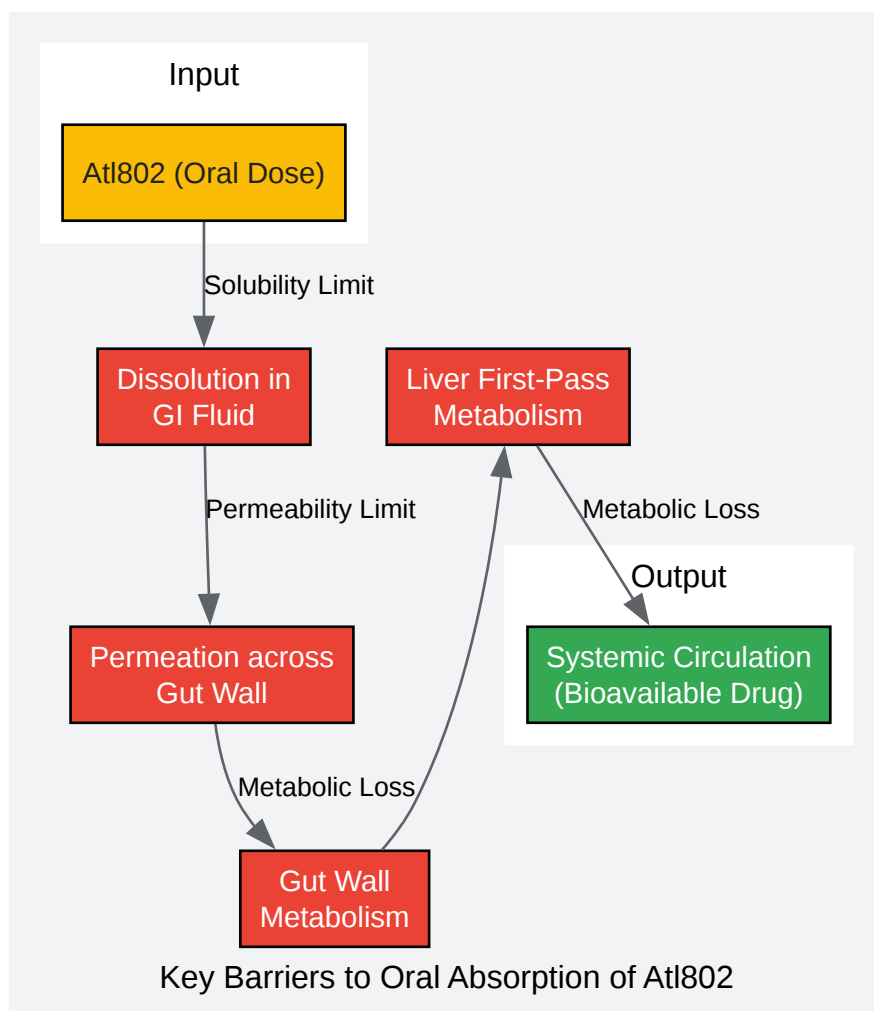 Input
Atl802 (Oral Dose)
Solubility Limit
Dissolution in
GI Fluid
Liver First-Pass
Metabolism
Permeability Limit
Metabolic Loss
Output
Permeation across
Gut Wall
Systemic Circulation
(Bioavailable Drug)
Metabolic Loss
Gut Wall
Metabolism
Key Barriers to Oral Absorption of Atl802